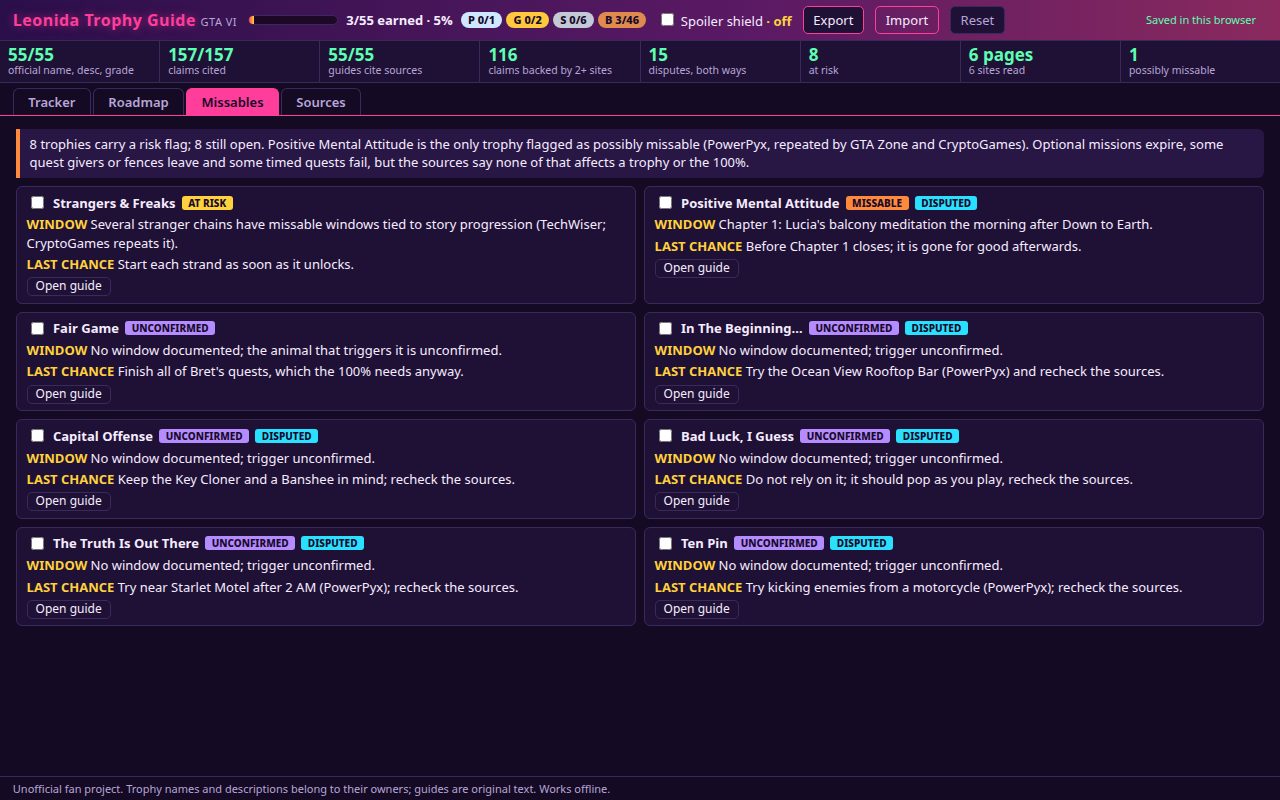 Leonida Trophy Guide GTA VI 3/55 earned · 5% P 0/1 G 0/2 S 0/6 B 3/46 Spoiler shield · off Export Import Reset Saved in this browser
55/55 157/157 55/55 116 15 8 6 pages 1
official name, desc, grade claims cited guides cite sources claims backed by 2+ sites disputes, both ways at risk 6 sites read possibly missable
Tracker Roadmap Missables Sources
8 trophies carry a risk flag; 8 still open. Positive Mental Attitude is the only trophy flagged as possibly missable (PowerPyx, repeated by GTA Zone and CryptoGames). Optional missions expire, some
quest givers or fences leave and some timed quests fail, but the sources say none of that affects a trophy or the 100%.
Strangers & Freaks AT RISK
WINDOW Several stranger chains have missable windows tied to story progression (TechWiser;
CryptoGames repeats it).
LAST CHANCE Start each strand as soon as it unlocks.
Open guide
Positive Mental Attitude MISSABLE DISPUTED
WINDOW Chapter 1: Lucia's balcony meditation the morning after Down to Earth.
LAST CHANCE Before Chapter 1 closes; it is gone for good afterwards.
Open guide
Fair Game UNCONFIRMED
WINDOW No window documented; the animal that triggers it is unconfirmed.
LAST CHANCE Finish all of Bret's quests, which the 100% needs anyway.
Open guide
In The Beginning... UNCONFIRMED DISPUTED
WINDOW No window documented; trigger unconfirmed.
LAST CHANCE Try the Ocean View Rooftop Bar (PowerPyx) and recheck the sources.
Open guide
Capital Offense UNCONFIRMED DISPUTED
WINDOW No window documented; trigger unconfirmed.
LAST CHANCE Keep the Key Cloner and a Banshee in mind; recheck the sources.
Open guide
Bad Luck, I Guess UNCONFIRMED DISPUTED
WINDOW No window documented; trigger unconfirmed.
LAST CHANCE Do not rely on it; it should pop as you play, recheck the sources.
Open guide
The Truth Is Out There UNCONFIRMED DISPUTED
WINDOW No window documented; trigger unconfirmed.
LAST CHANCE Try near Starlet Motel after 2 AM (PowerPyx); recheck the sources.
Open guide
Ten Pin UNCONFIRMED DISPUTED
WINDOW No window documented; trigger unconfirmed.
LAST CHANCE Try kicking enemies from a motorcycle (PowerPyx); recheck the sources.
Open guide
Unofficial fan project. Trophy names and descriptions belong to their owners; guides are original text. Works offline.